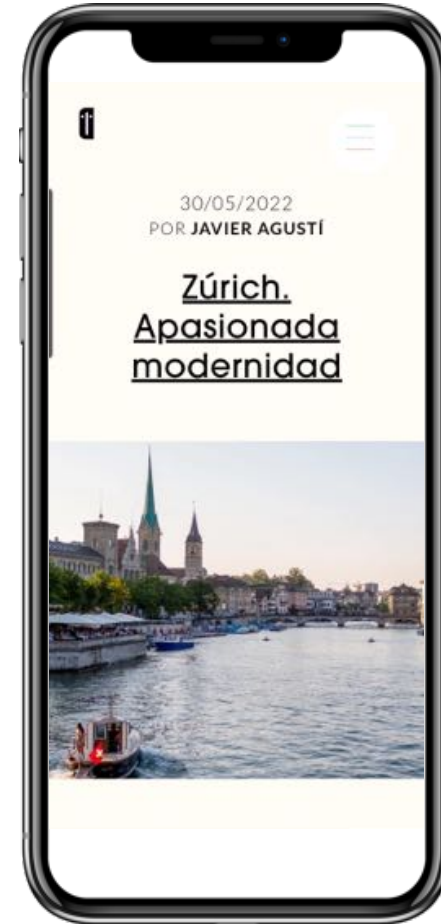 30/05/2022
POR JAVIER AGUSTÍ
Zúrich.
Apasionada
modernidad